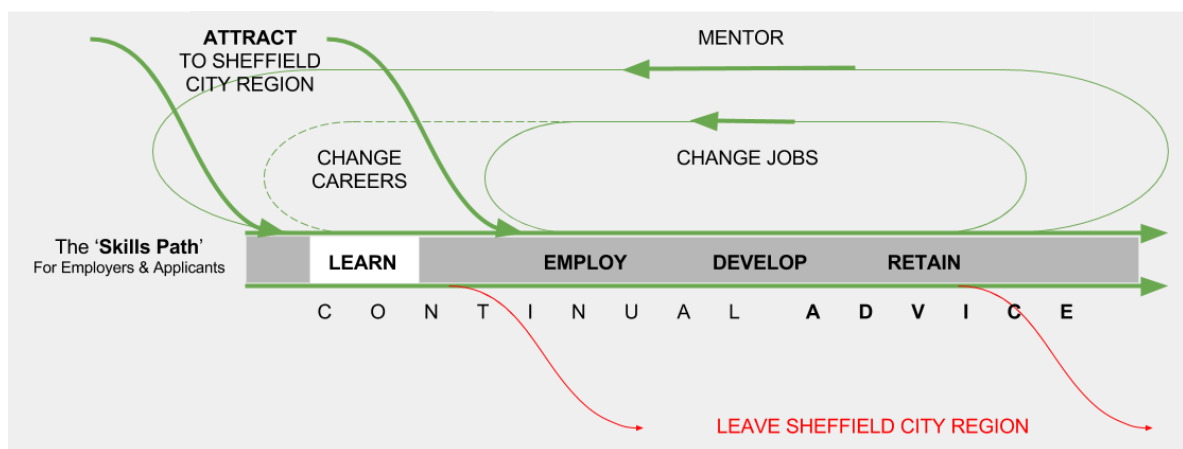 ATTRACT
TO SHEFFIELD
CITY REGION
MENTOR
CHANGE
CAREERS
CHANGE JOBS
The 'Skills Path'
For Employers & Applicants
LEARN EMPLOY DEVELOP RETAIN
C O N T I N U A L A D V I C E
LEAVE SHEFFIELD CITY REGION